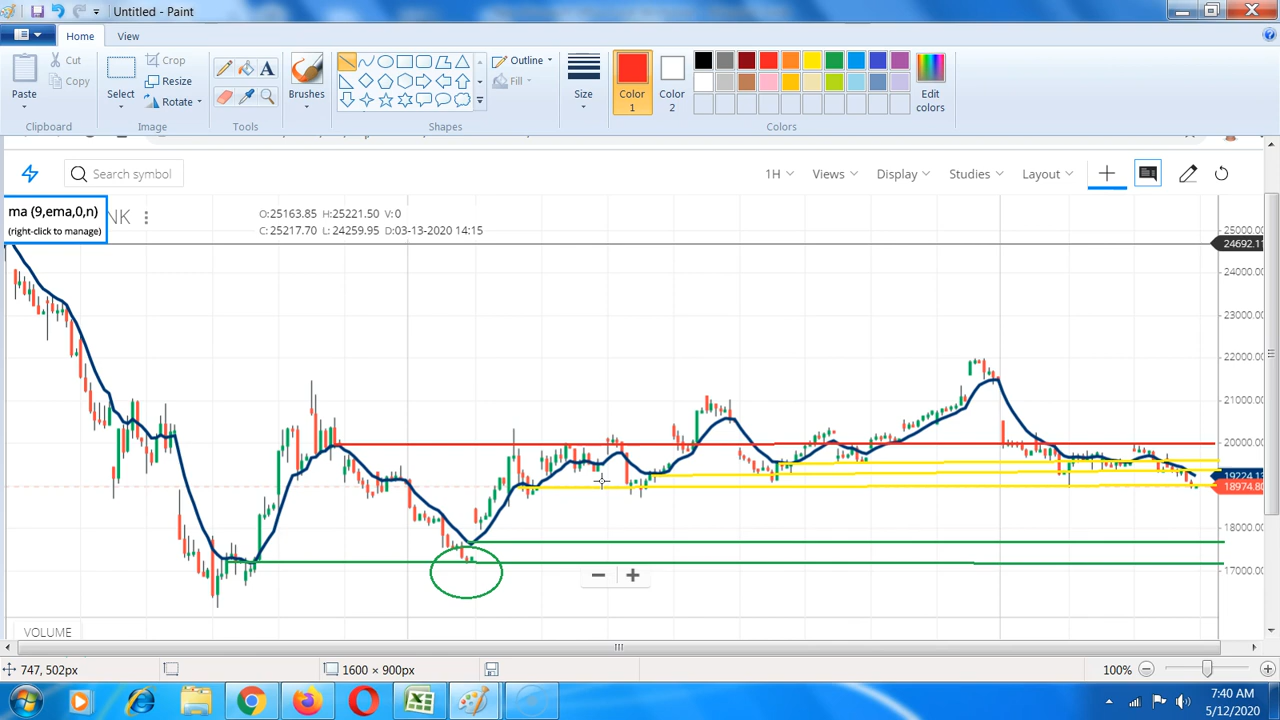 Untitled - Paint
Home
View
Paste
Cut
Copy
Clipboard
Select
Crop
Resize
Rotate
Image
Tools
Brushes
Outline
Fill
Shapes
Size
Color
1
Color
2
Edit
colors
Colors
Search symbol
1H
Views
Display
Studies
Layout
ma (9,ema,0,n)
(right-click to manage)
NK
O:25163.85 H:25221.50 V:0
C:25217.70 L: 24259.95 D:03-13-2020 14:15
25000.00
24692.11
24000.00
23000.00
22000.00
21000.00
20000.00
19224.13
18974.80
18000.00
17000.00
VOLUME
747, 502px
1600 × 900px
100%
7:40 AM
5/12/2020